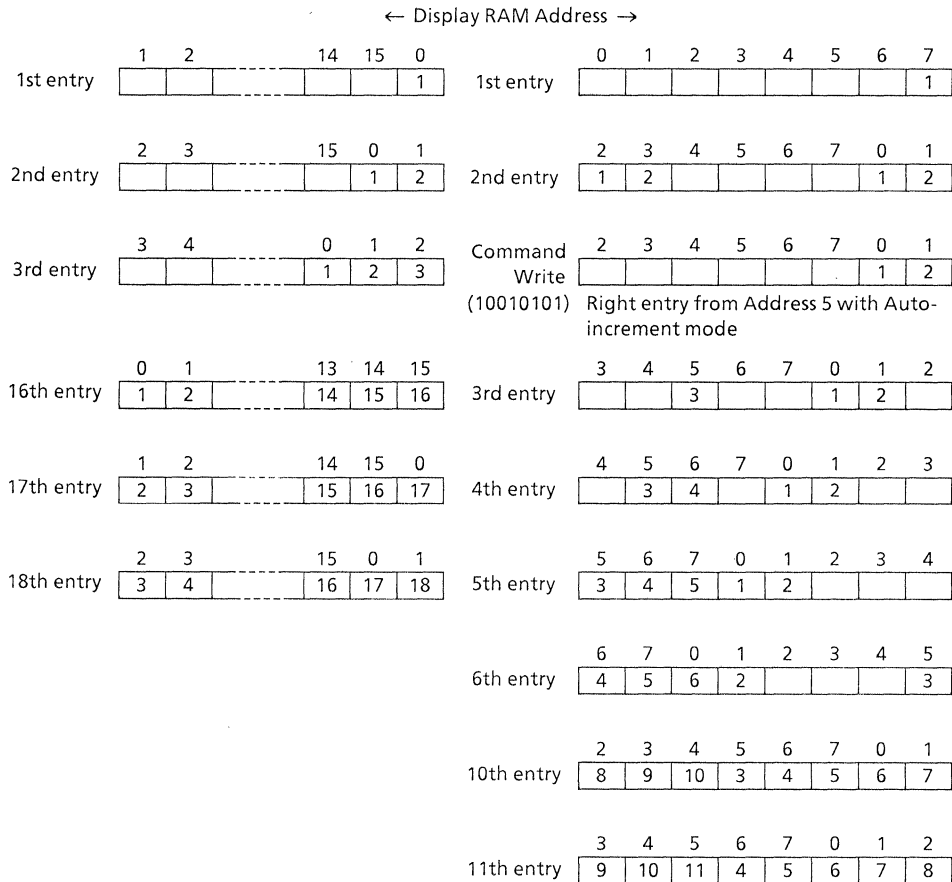 ← Display RAM Address →
1 2 14 15 0
1st entry 1
2 3 15 0 1
2nd entry 1 2
3 4 0 1 2
3rd entry 1 2 3
0 1 13 14 15
16th entry 1 2 14 15 16
1 2 14 15 0
17th entry 2 3 15 16 17
2 3 15 0 1
18th entry 3 4 16 17 18
0 1 2 3 4 5 6 7
1st entry 1
2 3 4 5 6 7 0 1
2nd entry 1 2 1 2
Command
Write
(10010101)
2 3 4 5 6 7 0 1
1 2
Right entry from Address 5 with Auto-
increment mode
3 4 5 6 7 0 1 2
3rd entry 3 1 2
4 5 6 7 0 1 2 3
4th entry 3 4 1 2
5 6 7 0 1 2 3 4
5th entry 3 4 5 1 2
6 7 0 1 2 3 4 5
6th entry 4 5 6 2 3
2 3 4 5 6 7 0 1
10th entry 8 9 10 3 4 5 6 7
3 4 5 6 7 0 1 2
11th entry 9 10 11 4 5 6 7 8